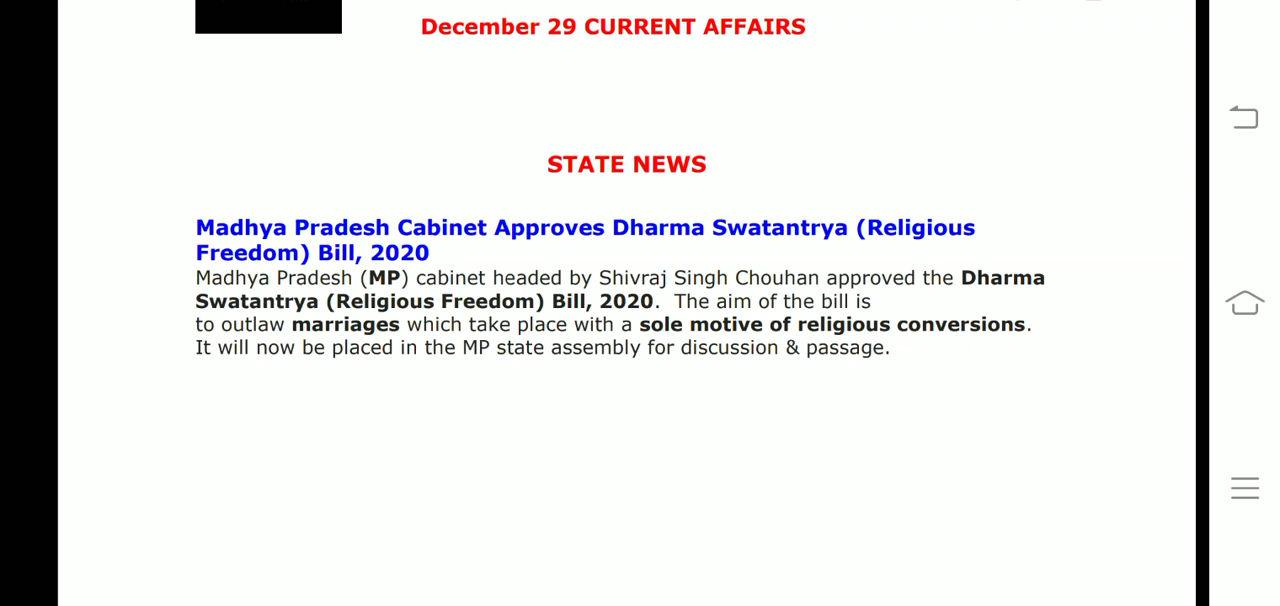 December 29 CURRENT AFFAIRS
STATE NEWS
Madhya Pradesh Cabinet Approves Dharma Swatantrya (Religious
Freedom) Bill, 2020
Madhya Pradesh (MP) cabinet headed by Shivraj Singh Chouhan approved the Dharma
Swatantrya (Religious Freedom) Bill, 2020.  The aim of the bill is
to outlaw marriages which take place with a sole motive of religious conversions.
It will now be placed in the MP state assembly for discussion & passage.